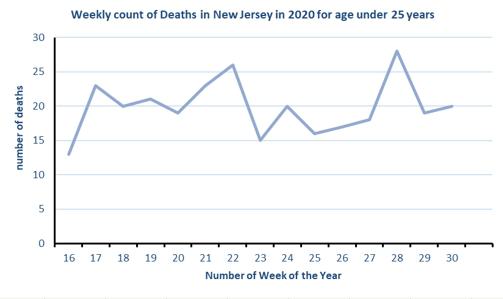 Weekly count of Deaths in New Jersey in 2020 for age under 25 years
number of deaths
30
25
20
15
10
5
0
16 17 18 19 20 21 22 23 24 25 26 27 28 29 30
Number of Week of the Year